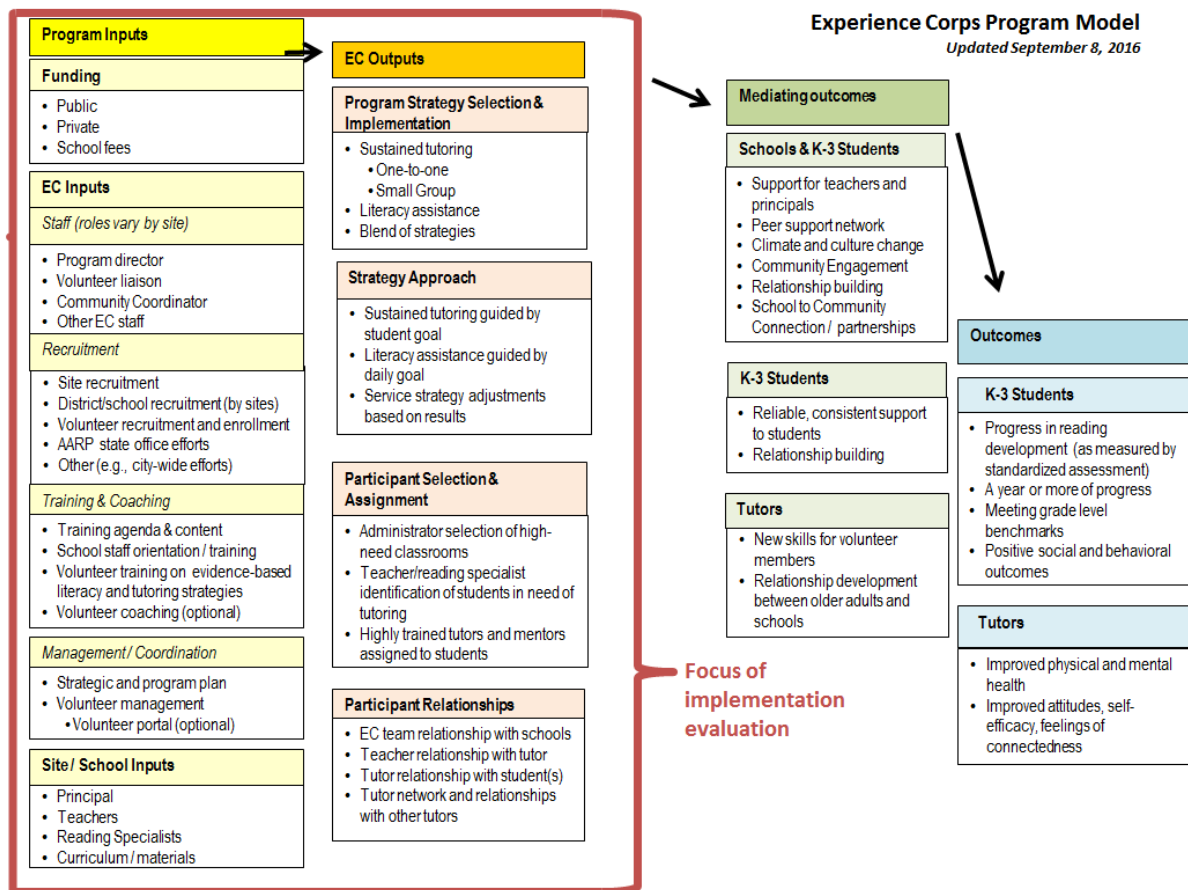 Experience Corps Program Model
Updated September 8, 2016
Program Inputs
Funding
• Public
• Private
• School fees
EC Inputs
Staff (roles vary by site)
• Program director
• Volunteer liaison
• Community Coordinator
• Other EC staff
Recruitment
• Site recruitment
• District/school recruitment (by sites)
• Volunteer recruitment and enrollment
• AARP state office efforts
• Other (e.g., city-wide efforts)
Training & Coaching
• Training agenda & content
• School staff orientation / training
• Volunteer training on evidence-based
literacy and tutoring strategies
• Volunteer coaching (optional)
Management / Coordination
• Strategic and program plan
• Volunteer management
• Volunteer portal (optional)
Site / School Inputs
• Principal
• Teachers
• Reading Specialists
• Curriculum / materials
EC Outputs
Program Strategy Selection &
Implementation
• Sustained tutoring
• One-to-one
• Small Group
• Literacy assistance
• Blend of strategies
Strategy Approach
• Sustained tutoring guided by
student goal
• Literacy assistance guided by
daily goal
• Service strategy adjustments
based on results
Participant Selection &
Assignment
• Administrator selection of high-
need classrooms
• Teacher/reading specialist
identification of students in need of
tutoring
• Highly trained tutors and mentors
assigned to students
Participant Relationships
• EC team relationship with schools
• Teacher relationship with tutor
• Tutor relationship with student(s)
• Tutor network and relationships
with other tutors
Focus of
implementation
evaluation
Mediating outcomes
Schools & K-3 Students
• Support for teachers and
principals
• Peer support network
• Climate and culture change
• Community Engagement
• Relationship building
• School to Community
Connection / partnerships
K-3 Students
• Reliable, consistent support
to students
• Relationship building
Tutors
• New skills for volunteer
members
• Relationship development
between older adults and
schools
Outcomes
K-3 Students
• Progress in reading
development (as measured by
standardized assessment)
• A year or more of progress
• Meeting grade level
benchmarks
• Positive social and behavioral
outcomes
Tutors
• Improved physical and mental
health
• Improved attitudes, self-
efficacy, feelings of
connectedness